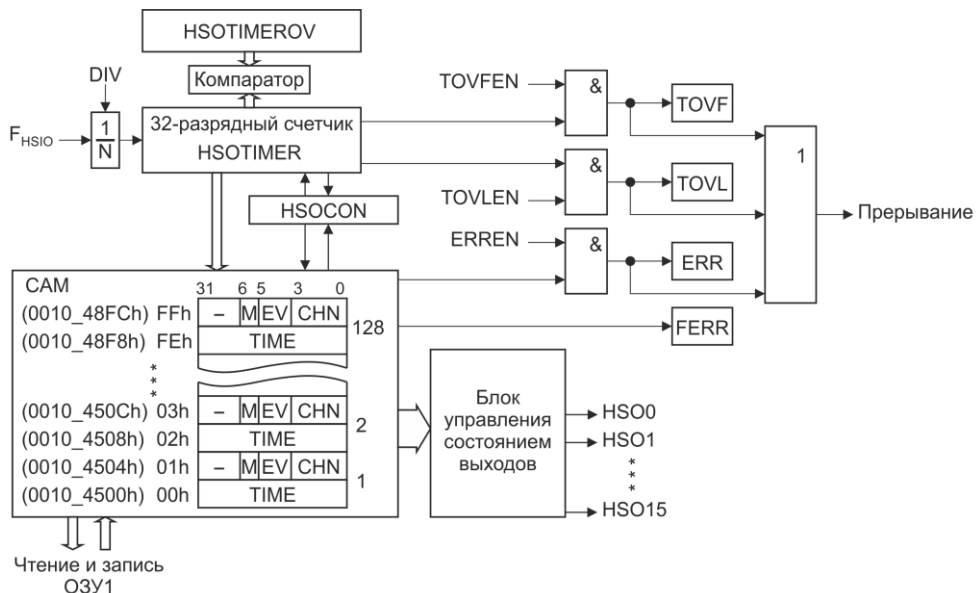 HSOTIMEROV
Компаратор
DIV
F HSIO
1
N
32-разрядный счетчик
HSOTIMER
HSOCON
TOVFEN
&
TOVF
TOVLEN
&
TOVL
ERREN
&
ERR
FERR
1
Прерывание
CAM
31 6 5 3 0
(0010_48FCh) FFh – M EV CHN
(0010_48F8h) FEh TIME
128
* * *
(0010_450Ch) 03h – M EV CHN
(0010_4508h) 02h TIME
2
(0010_4504h) 01h – M EV CHN
(0010_4500h) 00h TIME
1
Блок
управления
состоянием
выходов
HSO0
HSO1
* * *
HSO15
Чтение и запись
ОЗУ1